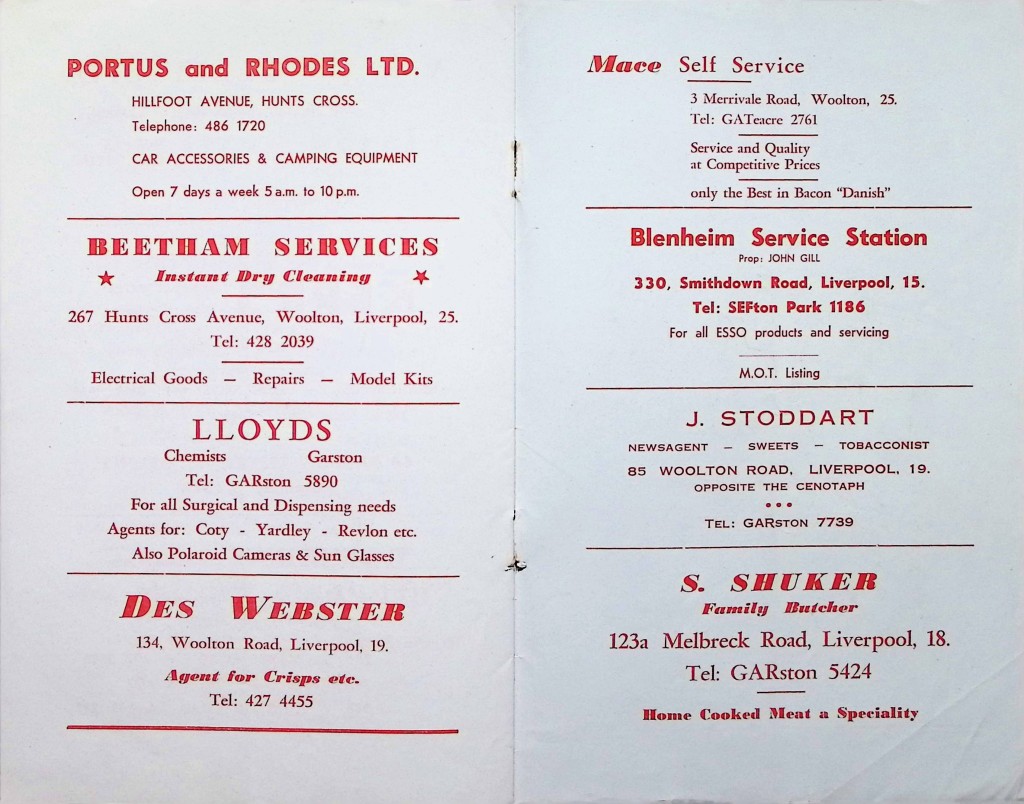 PORTUS and RHODES LTD.
HILLFOOT AVENUE, HUNTS CROSS.
Telephone: 486 1720
CAR ACCESSORIES & CAMPING EQUIPMENT
Open 7 days a week 5 a.m. to 10 p.m.
BEETHAM SERVICES
Instant Dry Cleaning
267 Hunts Cross Avenue, Woolton, Liverpool, 25.
Tel: 428 2039
Electrical Goods — Repairs — Model Kits
LLOYDS
Chemists Garston
Tel: GARston 5890
For all Surgical and Dispensing needs
Agents for: Coty - Yardley - Revlon etc.
Also Polaroid Cameras & Sun Glasses
DES WEBSTER
134, Woolton Road, Liverpool, 19.
Agent for Crisps etc.
Tel: 427 4455
Mace Self Service
3 Merrivale Road, Woolton, 25.
Tel: GATeacre 2761
Service and Quality
at Competitive Prices
only the Best in Bacon "Danish"
Blenheim Service Station
Prop: JOHN GILL
330, Smithdown Road, Liverpool, 15.
Tel: SEFton Park 1186
For all ESSO products and servicing
M.O.T. Listing
J. STODDART
NEWSAGENT — SWEETS — TOBACCONIST
85 WOOLTON ROAD, LIVERPOOL, 19.
OPPOSITE THE CENOTAPH
TEL: GARSTON 7739
S. SHUKER
Family Butcher
123a Melbreck Road, Liverpool, 18.
Tel: GARston 5424
Home Cooked Meat a Speciality